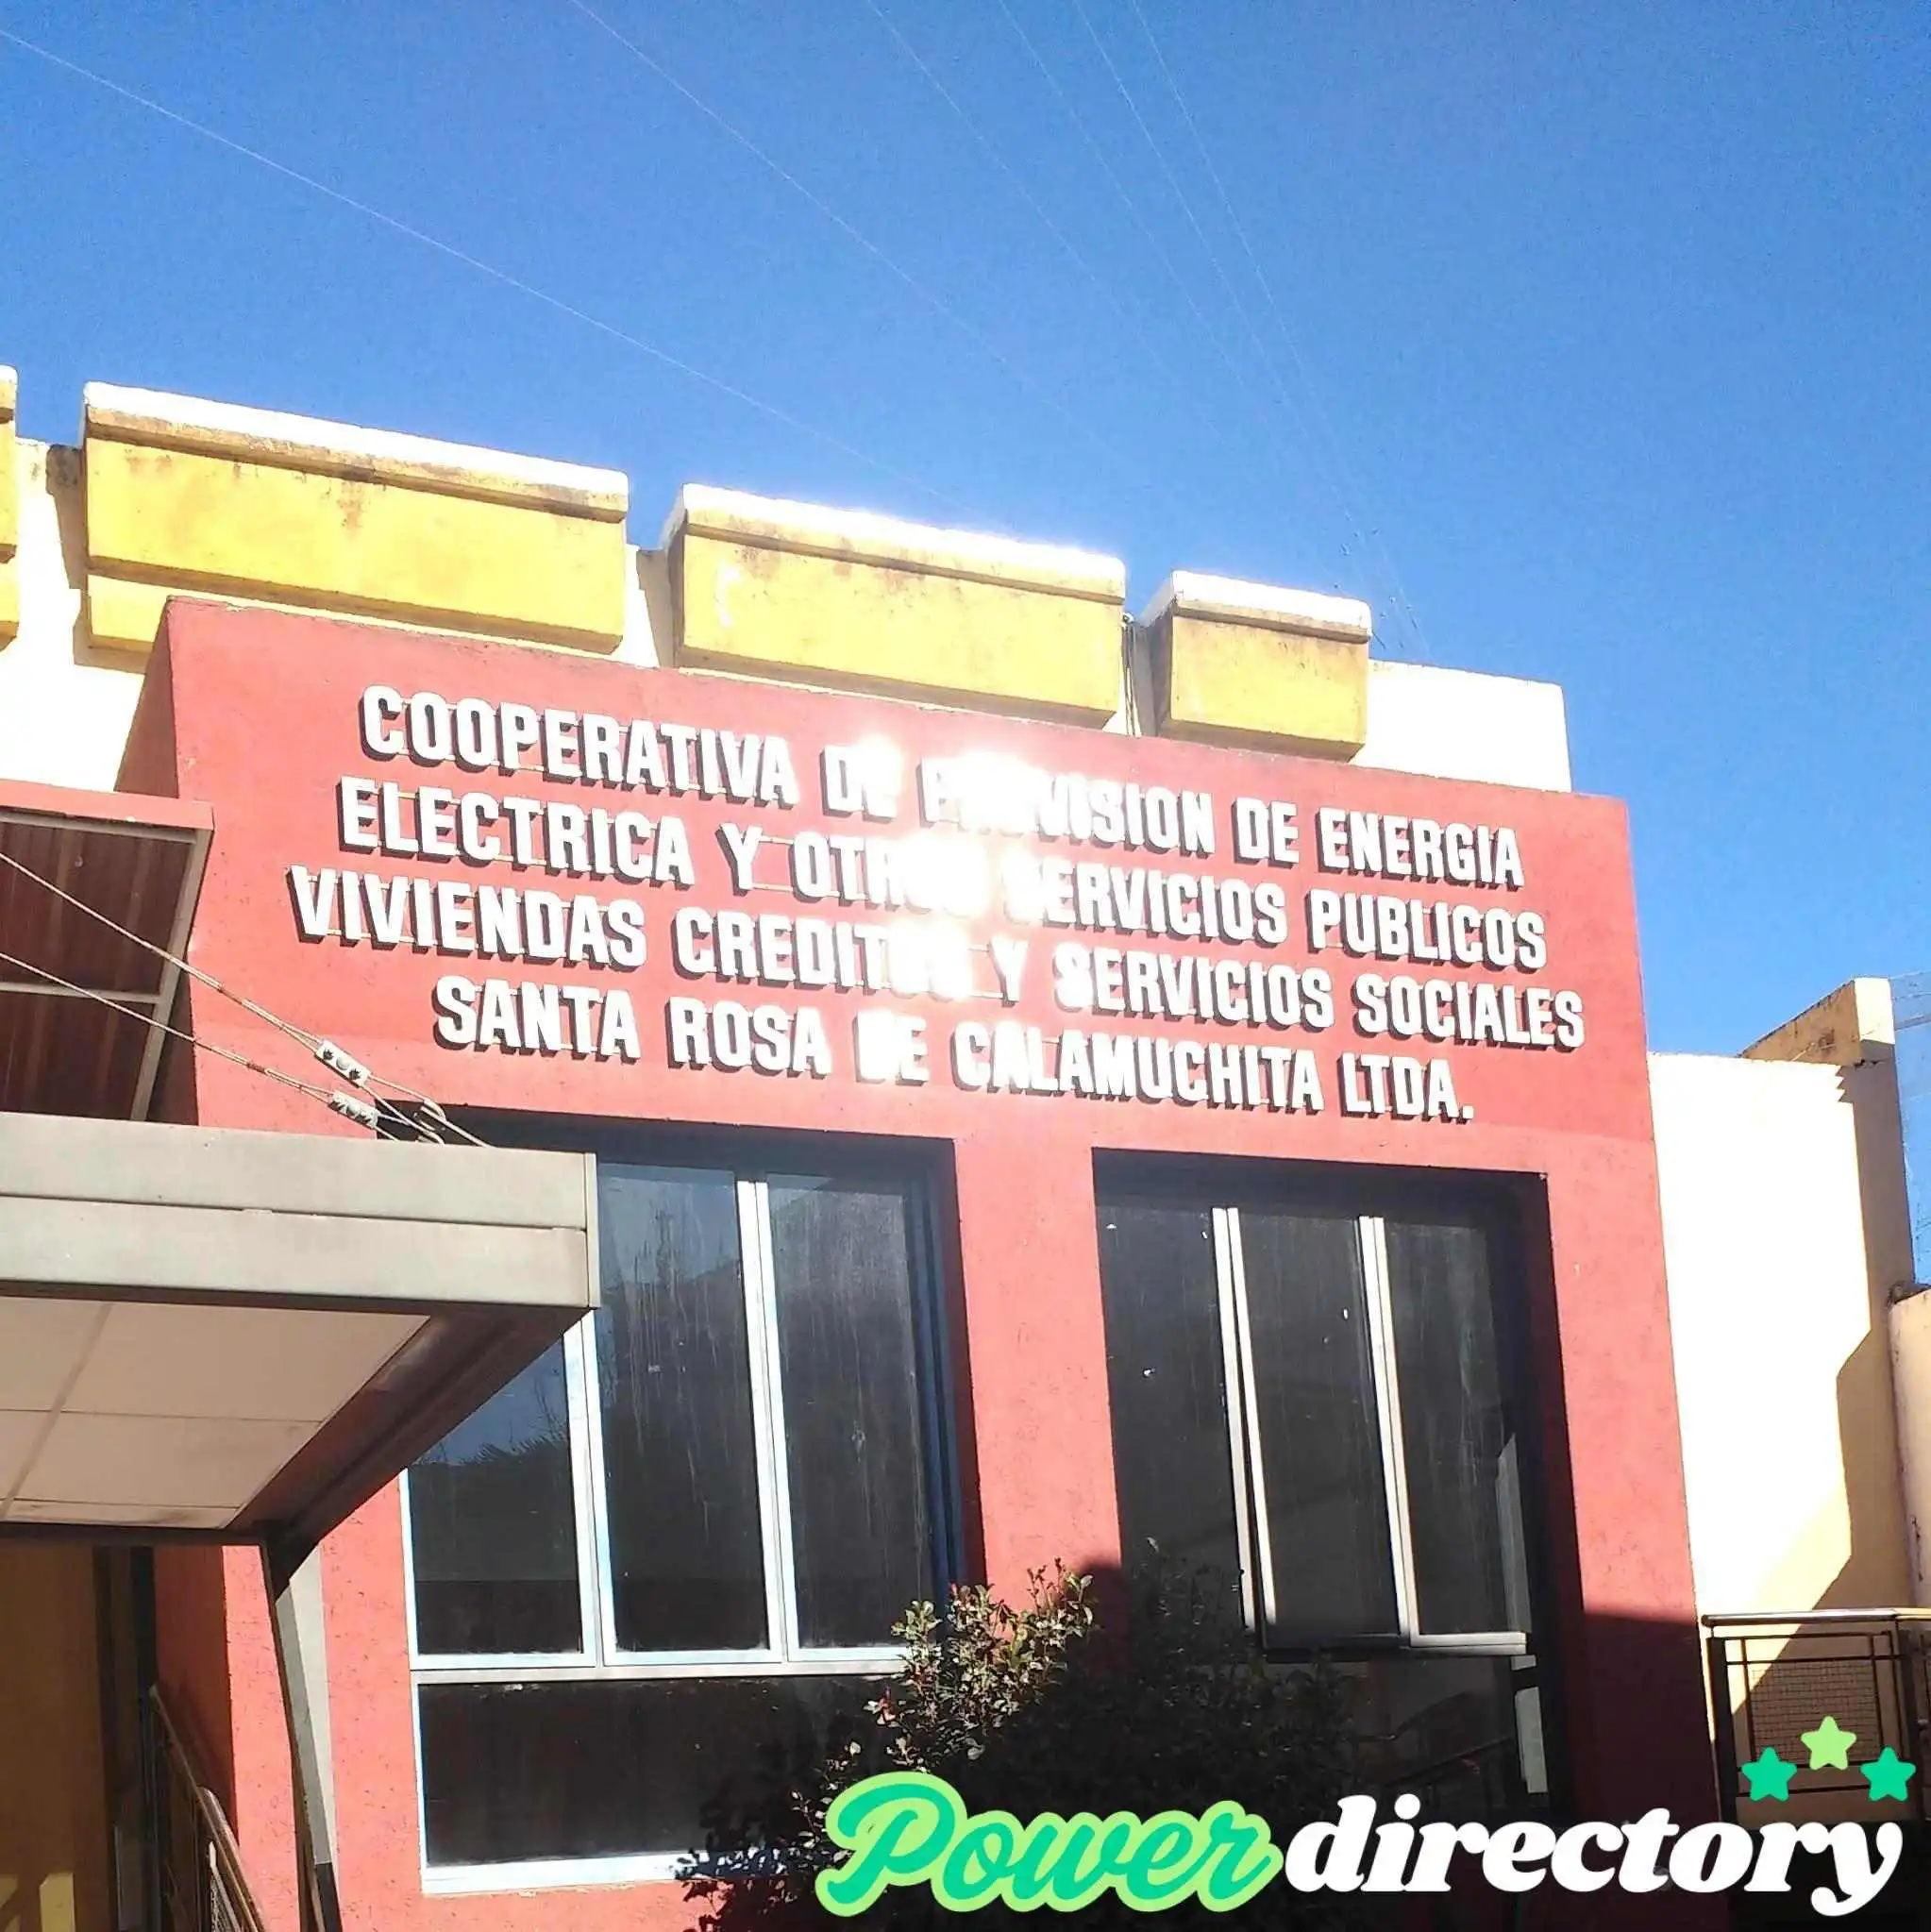 COOPERATIVA DE PROVISION DE ENERGIA
ELECTRICA Y OTROS SERVICIOS PUBLICOS
VIVIENDAS CREDITOS Y SERVICIOS SOCIALES
SANTA ROSA DE CALAMUCHITA LTDA.
Power directory